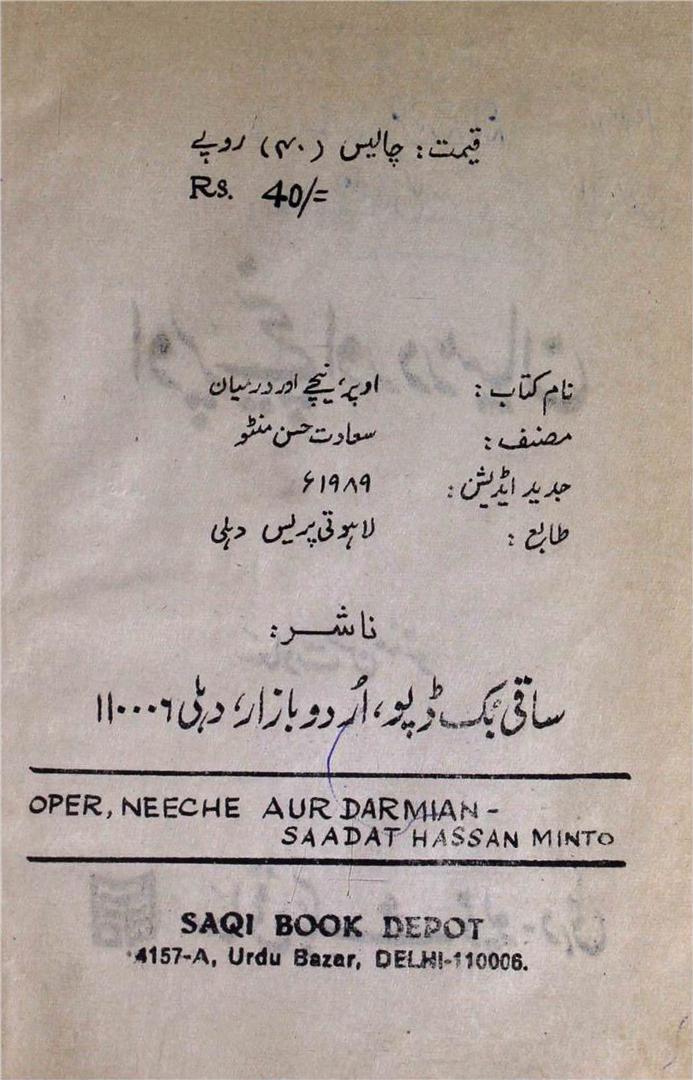 قیمت: چالیس (۴۰) روپے
Rs. 40/=
نام کتاب: اوپر، نیچے اور درمیان
مصنف: سعادت حسن منٹو
جدید ایڈیشن: ۱۹۸۹ء
طابع: لاہوتی پریس دہلی
ناشر:
ساقی بک ڈپو، اُردو بازار، دہلی ۱۱۰۰۰۶
OPER, NEECHE AUR DARMIAN-
SAADAT HASSAN MINTO
SAQI BOOK DEPOT
4157-A, Urdu Bazar, DELHI-110006.